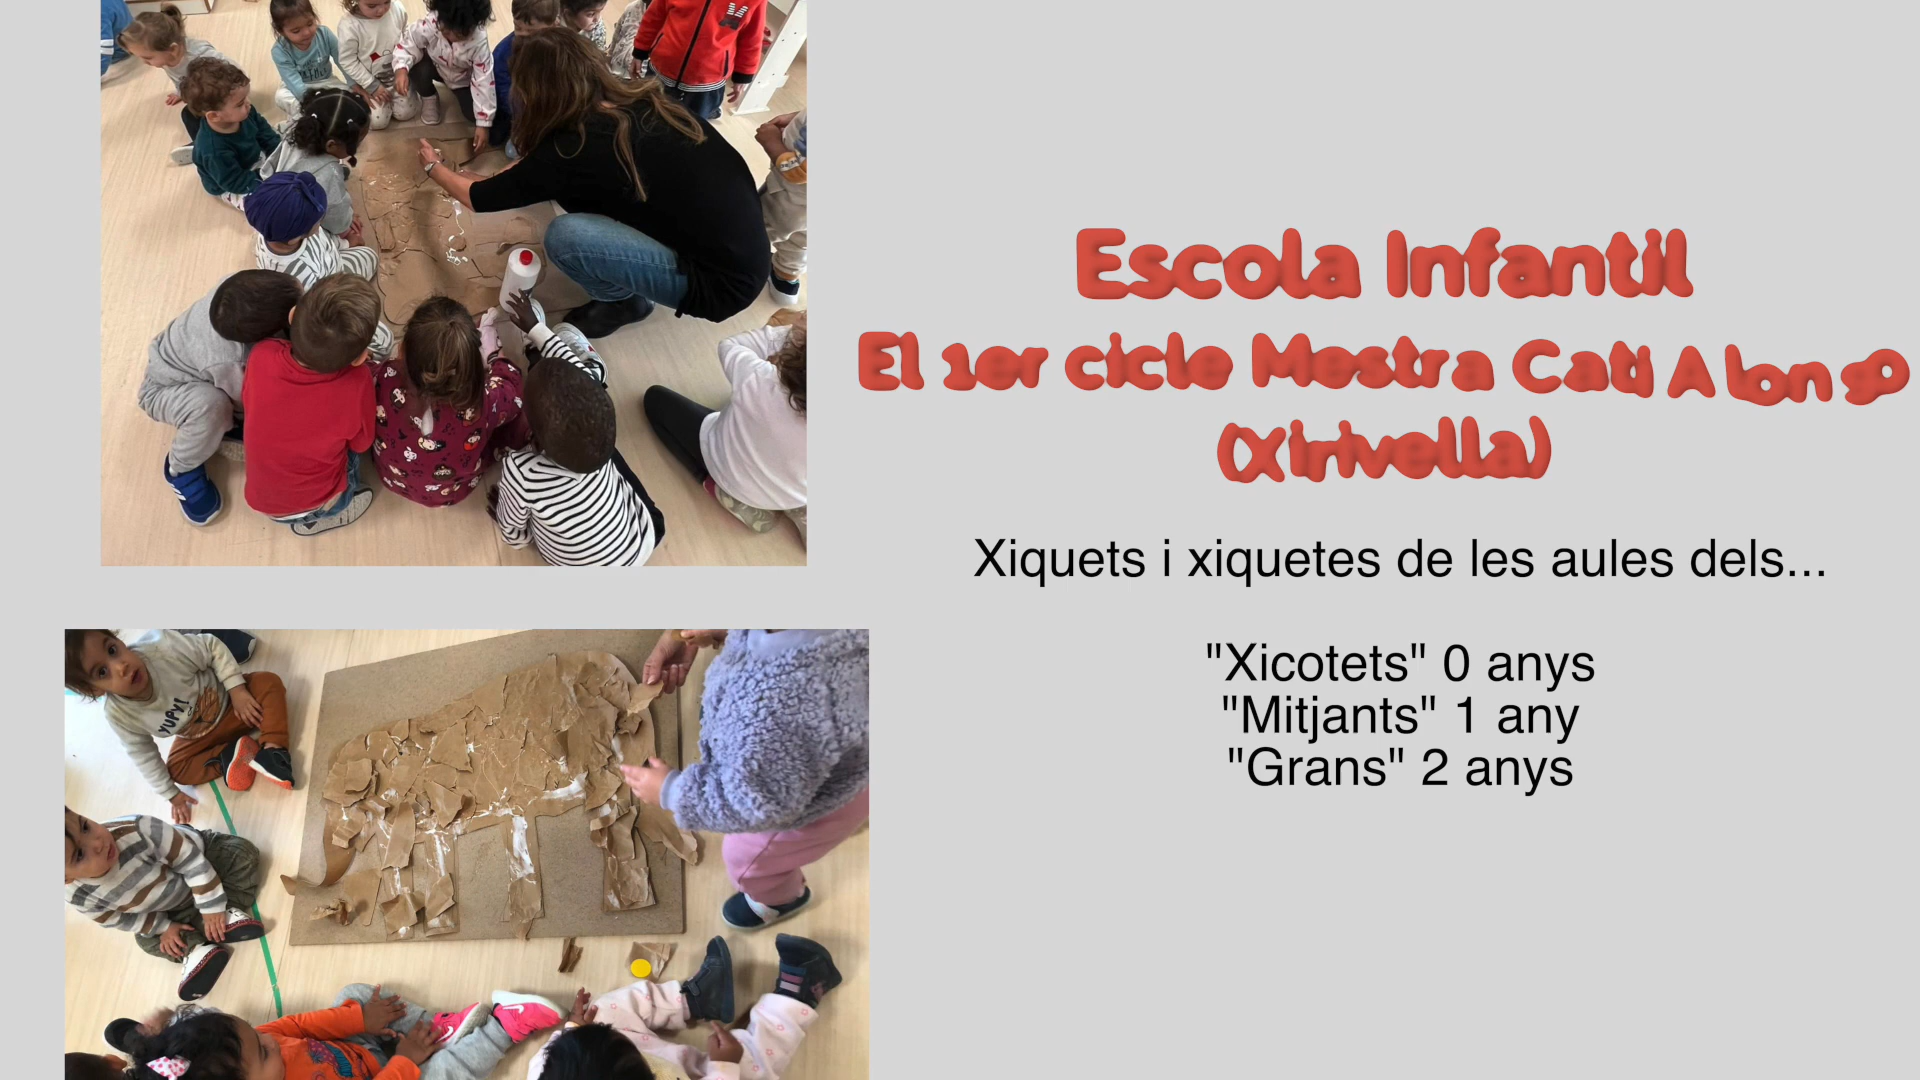 Escola Infantil
El 1er cicle Mestra Cati Alonso
(Xirivella)
Xiquets i xiquetes de les aules dels...
"Xicotets" 0 anys
"Mitjants" 1 any
"Grans" 2 anys
YUPY!